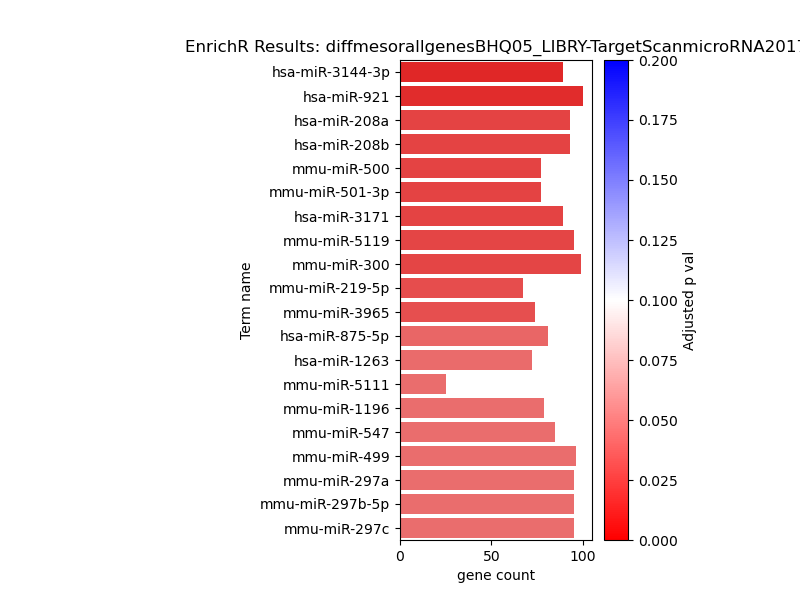 EnrichR Results: diffmesorallgenesBHQ05_LIBRY-TargetScanmicroRNA2017
hsa-miR-3144-3p
hsa-miR-921
hsa-miR-208a
hsa-miR-208b
mmu-miR-500
mmu-miR-501-3p
hsa-miR-3171
mmu-miR-5119
mmu-miR-300
mmu-miR-219-5p
mmu-miR-3965
hsa-miR-875-5p
hsa-miR-1263
mmu-miR-5111
mmu-miR-1196
mmu-miR-547
mmu-miR-499
mmu-miR-297a
mmu-miR-297b-5p
mmu-miR-297c
Term name
0 50 100
gene count
0.200
0.175
0.150
0.125
0.100
0.075
0.050
0.025
0.000
Adjusted p val